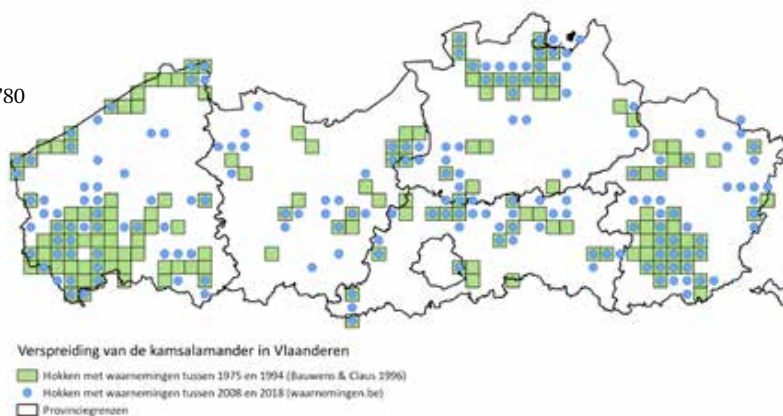 '80
Verspreiding van de kamsalamander in Vlaanderen
Hokken met waarnemingen tussen 1975 en 1994 (Bauwens & Claus 1996)
Hokken met waarnemingen tussen 2008 en 2018 (waarnemingen.be)
Provinciegrenzen